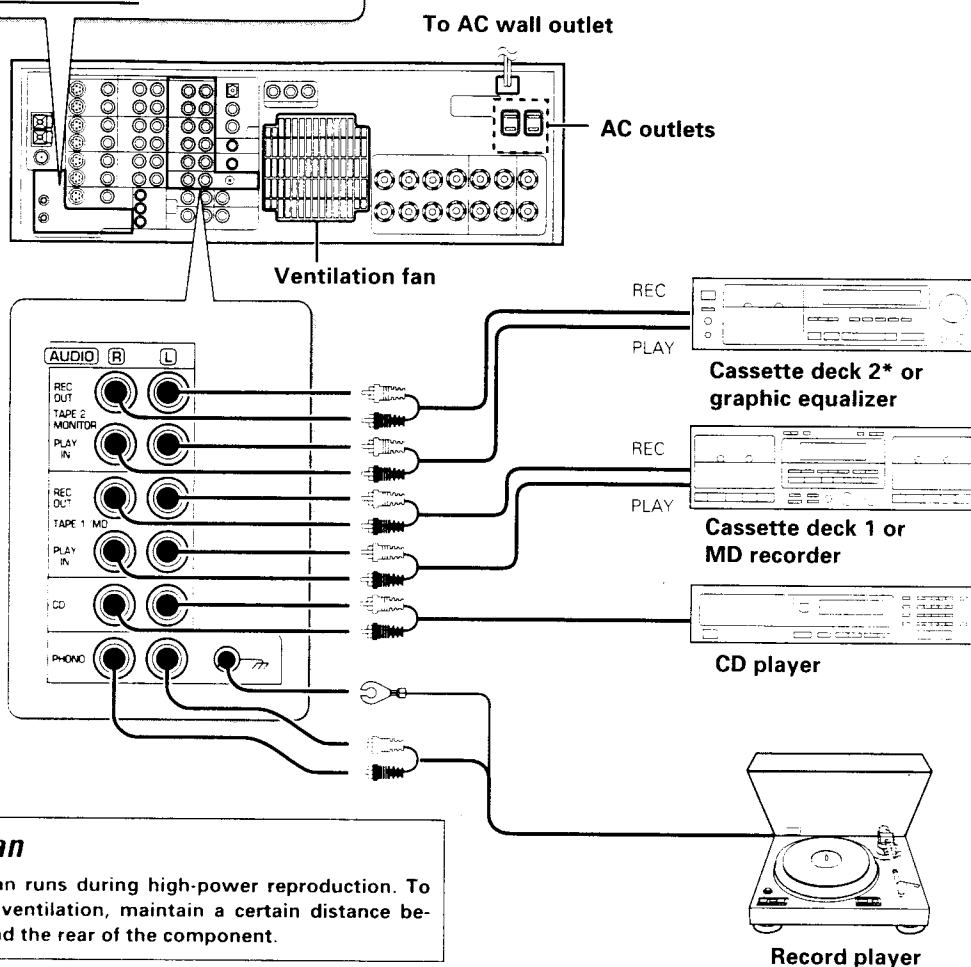 To AC wall outlet
AC outlets
Ventilation fan
REC
PLAY
Cassette deck 2* or
graphic equalizer
REC
PLAY
Cassette deck 1 or
MD recorder
CD player
Record player
AUDIO R L
REC
OUT
TAPE 2
MONITOR
PLAY
IN
REC
OUT
TAPE 1 MD
PLAY
IN
CD
PHONO
an
an runs during high-power reproduction. To
ventilation, maintain a certain distance be-
nd the rear of the component.